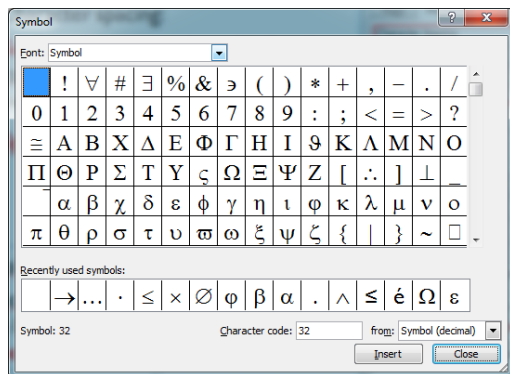 Symbol
Font: Symbol
! ∀ # ∃ % & ∍ ( ) ∗ + , − . /
0 1 2 3 4 5 6 7 8 9 : ; < = > ?
≅ Α Β Χ Δ Ε Φ Γ Η Ι ϑ Κ Λ Μ Ν Ο
Π Θ Ρ Σ Τ Υ ς Ω Ξ Ψ Ζ [ ∴ ] ⊥ _
‾ α β χ δ ε ϕ γ η ι φ κ λ μ ν ο
π θ ρ σ τ υ ϖ ω ξ ψ ζ { | } ~ □
Recently used symbols:
→ … · ≤ × ∅ φ β α . ∧ ≤ é Ω ε
Symbol: 32 Character code: 32 from: Symbol (decimal)
Insert Close